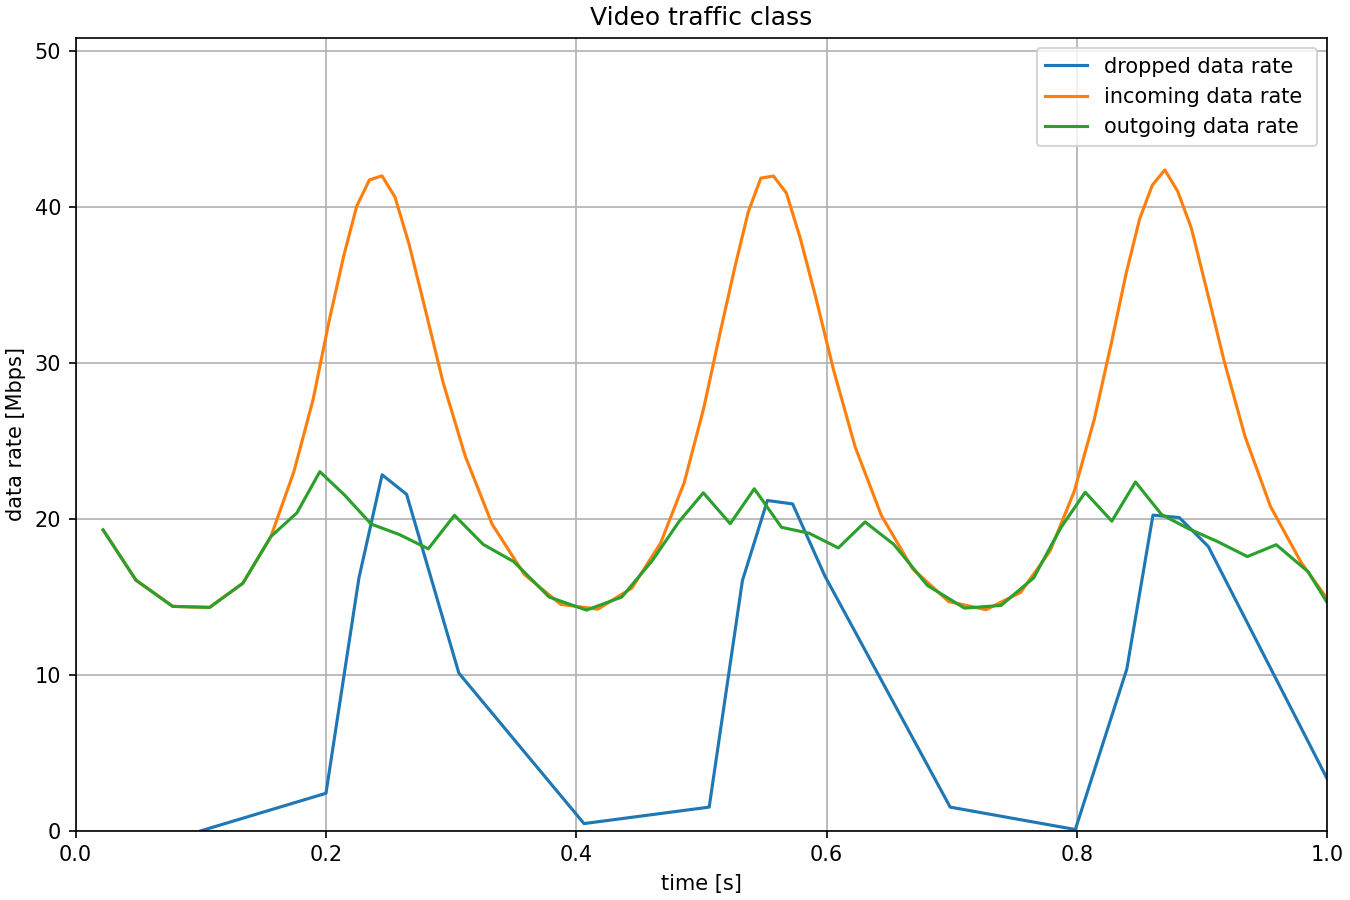 Video traffic class
dropped data rate
incoming data rate
outgoing data rate
data rate [Mbps]
50
40
30
20
10
0
0.0 0.2 0.4 0.6 0.8 1.0
time [s]